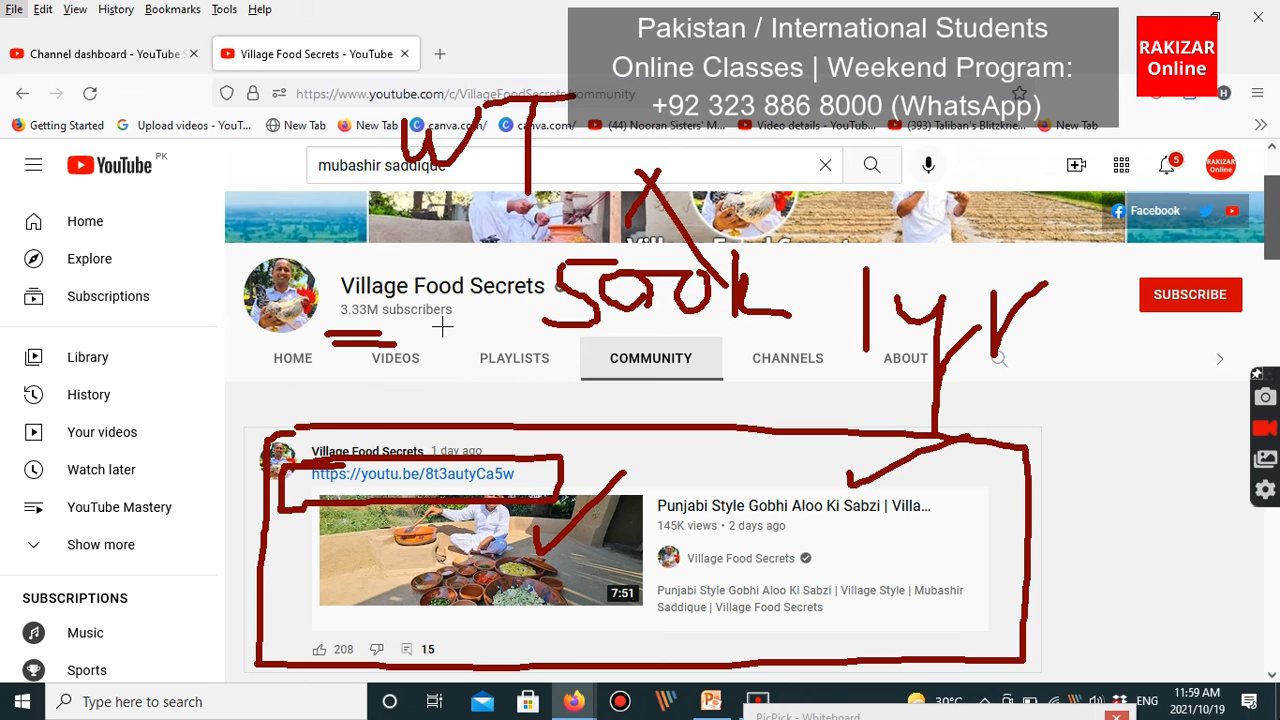 File Edit View History Bookmarks Tools Help
Pakistan / International Students
Online Classes | Weekend Program:
+92 323 886 8000 (WhatsApp)
RAKIZAR
Online
Channel dashboard - YouTube S
Village Food Secrets - YouTube
https://www.youtube.com/c/VillageFoodSecrets/community
Getting Started Upload video - YouT... New Tab New Tab canva.com/ canva.com/ (44) Nooran Sisters' M... Video details - YouTub... (393) Taliban's Blitzkrie... New Tab
WT
YouTube PK
mubashir saddique
5
RAKIZAR
Online
Home
Explore
Subscriptions
Library
History
Your videos
Watch later
YouTube Mastery
Show more
SUBSCRIPTIONS
Music
Sports
Facebook
Village Food Secrets
3.33M subscribers
500k 1yr
SUBSCRIBE
HOME VIDEOS PLAYLISTS COMMUNITY CHANNELS ABOUT
Village Food Secrets 1 day ago
https://youtu.be/8t3autyCa5w
7:51
Punjabi Style Gobhi Aloo Ki Sabzi | Villa...
145K views • 2 days ago
Village Food Secrets
Punjabi Style Gobhi Aloo Ki Sabzi | Village Style | Mubashir
Saddique | Village Food Secrets
208 15
Type here to search
30°C
ENG
11:59 AM
2021/10/19
PicPick - Whiteboard